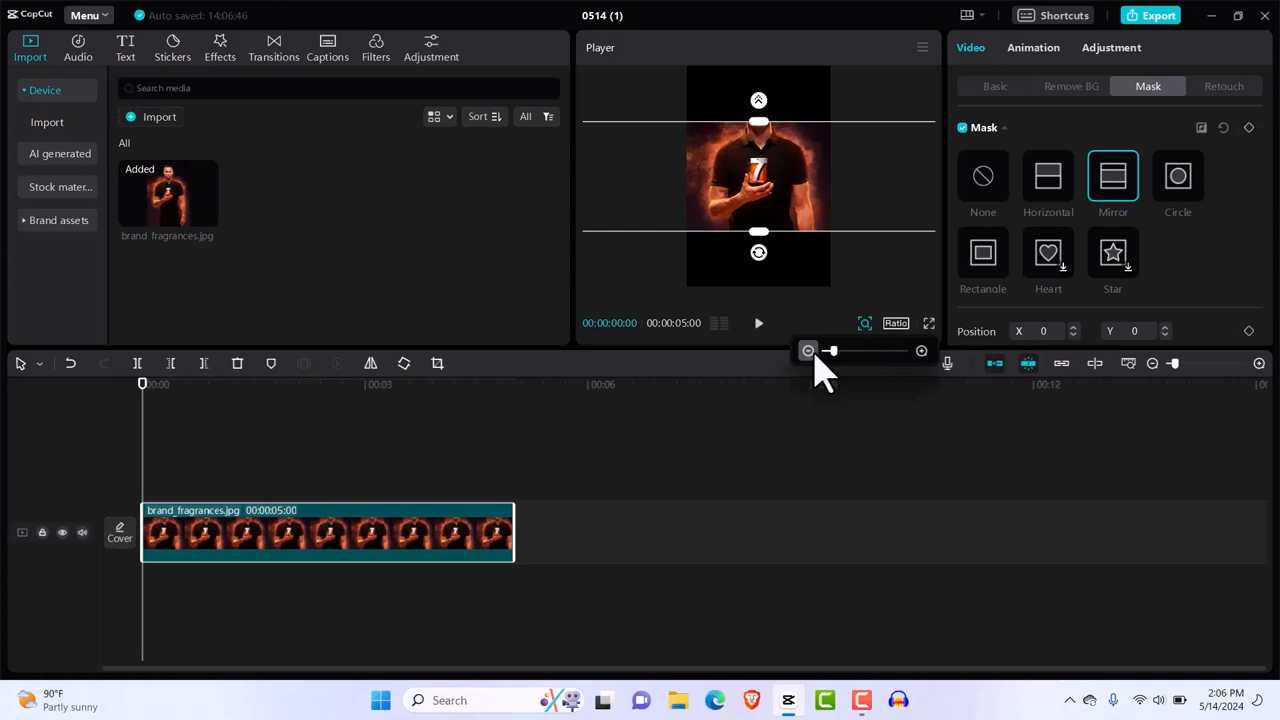 CapCut
Menu
Auto saved: 14:06:46
0514 (1)
Shortcuts
Export
Import
Audio
Text
Stickers
Effects
Transitions
Captions
Filters
Adjustment
Device
Import
AI generated
Stock mater...
Brand assets
Search media
Import
Sort
All
All
Added
brand fragrances.jpg
Player
7
00:00:00:00
00:00:05:00
Ratio
Video
Animation
Adjustment
Basic
Remove BG
Mask
Retouch
Mask
None
Horizontal
Mirror
Circle
Rectangle
Heart
Star
Position
X
0
Y
0
00:00
|00:03
|00:06
|00:12
Cover
brand_fragrances.jpg 00:00:05:00
90°F
Partly sunny
Search
2:06 PM
5/14/2024